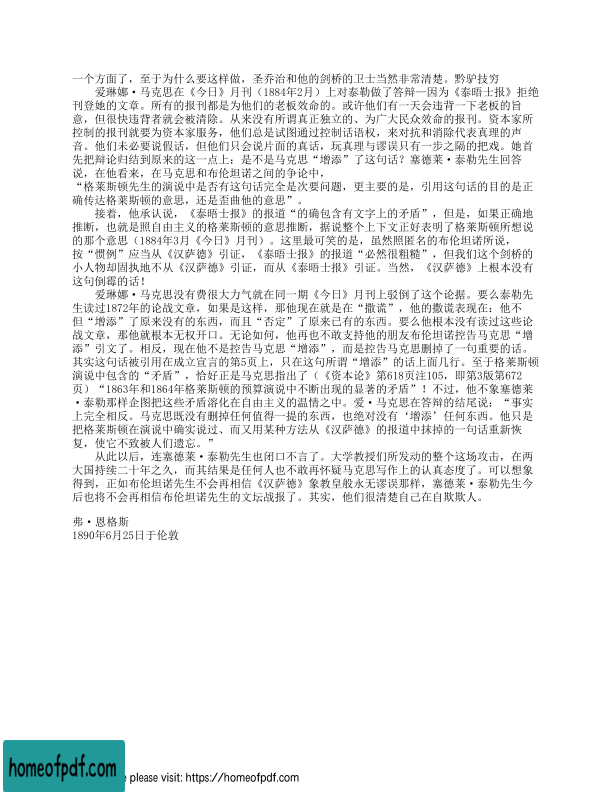 一个方面了，至于为什么要这样做，圣乔治和他的剑桥的卫士当然非常清楚。黔驴技穷
爱琳娜·马克思在《今日》月刊（1884年2月）上对泰勒做了答辩—因为《泰晤士报》拒绝
刊登她的文章。所有的报刊都是为他们的老板效命的。或许他们有一天会违背一下老板的旨
意，但很快违背者就会被清除。从来没有所谓真正独立的、为广大民众效命的报刊。资本家所
控制的报刊就要为资本家服务，他们总是试图通过控制话语权，来对抗和消除代表真理的声
音。他们未必要说假话，但他们只会说片面的真话，玩真理与谬误只有一步之隔的把戏。她首
先把辩论归结到原来的这一点上：是不是马克思“增添”了这句话？塞德莱·泰勒先生回答
说，在他看来，在马克思和布伦坦诺之间的争论中，
“格莱斯顿先生的演说中是否有这句话完全是次要问题，更主要的是，引用这句话的目的是正
确传达格莱斯顿的意思，还是歪曲他的意思”。
接着，他承认说，《泰晤士报》的报道“的确包含有文字上的矛盾”，但是，如果正确地
推断，也就是照自由主义的格莱斯顿的意思推断，据说整个上下文正好表明了格莱斯顿所想说
的那个意思（1884年3月《今日》月刊）。这里最可笑的是，虽然照匿名的布伦坦诺所说，
按“惯例”应当从《汉萨德》引证，《泰晤士报》的报道“必然很粗糙”，但我们这个剑桥的
小人物却固执地不从《汉萨德》引证，而从《泰晤士报》引证。当然，《汉萨德》上根本没有
这句倒霉的话！
爱琳娜·马克思没有费很大力气就在同一期《今日》月刊上驳倒了这个论据。要么泰勒先
生读过1872年的论战文章，如果是这样，那他现在就是在“撒谎”，他的撒谎表现在：他不
但“增添”了原来没有的东西，而且“否定”了原来已有的东西。要么他根本没有读过这些论
战文章，那他就根本无权开口。无论如何，他再也不敢支持他的朋友布伦坦诺控告马克思“增
添”引文了。相反，现在他不是控告马克思“增添”，而是控告马克思删掉了一句重要的话。
其实这句话被引用在成立宣言的第5页上，只在这句所谓“增添”的话上面几行。至于格莱斯顿
演说中包含的“矛盾”，恰好正是马克思指出了（《资本论》第618页注105，即第3版第672
页）“1863年和1864年格莱斯顿的预算演说中不断出现的显著的矛盾”！不过，他不象塞德莱
·泰勒那样企图把这些矛盾溶化在自由主义的温情之中。爱·马克思在答辩的结尾说：“事实
上完全相反。马克思既没有删掉任何值得一提的东西，也绝对没有‘增添’任何东西。他只是
把格莱斯顿在演说中确实说过、而又用某种方法从《汉萨德》的报道中抹掉的一句话重新恢
复，使它不致被人们遗忘。”
从此以后，连塞德莱·泰勒先生也闭口不言了。大学教授们所发动的整个这场攻击，在两
大国持续二十年之久，而其结果是任何人也不敢再怀疑马克思写作上的认真态度了。可以想象
得到，正如布伦坦诺先生不会再相信《汉萨德》象教皇般永无谬误那样，塞德莱·泰勒先生今
后也将不会再相信布伦坦诺先生的文坛战报了。其实，他们很清楚自己在自欺欺人。
弗·恩格斯
1890年6月25日于伦敦
homeofpdf.com
e please visit: https://homeofpdf.com